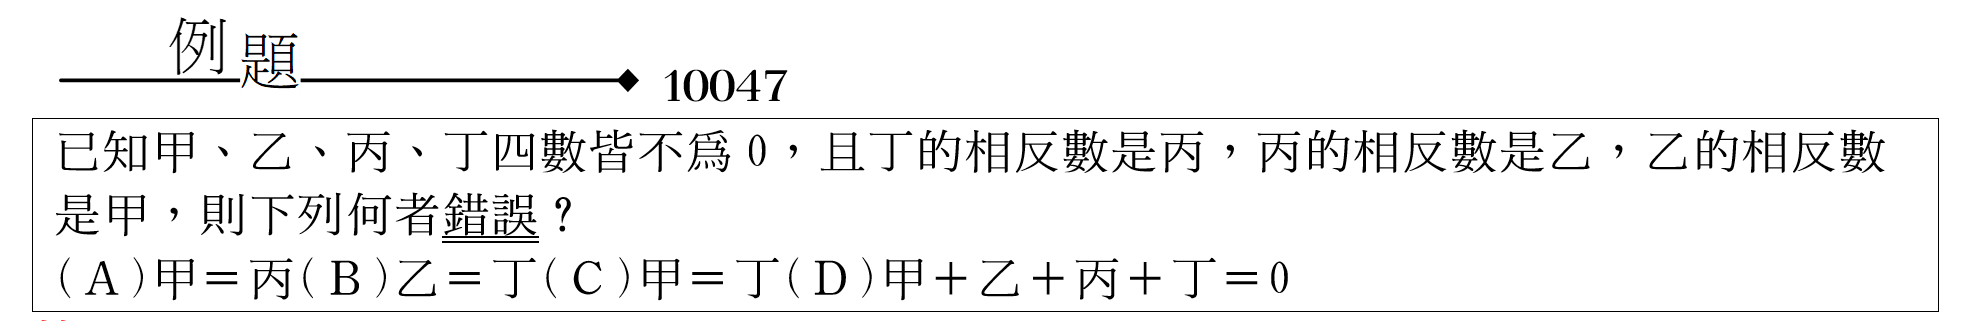 例題 10047
已知甲、乙、丙、丁四數皆不為 0，且丁的相反數是丙，丙的相反數是乙，乙的相反數
是甲，則下列何者錯誤？
(A)甲＝丙(B)乙＝丁(C)甲＝丁(D)甲＋乙＋丙＋丁＝0